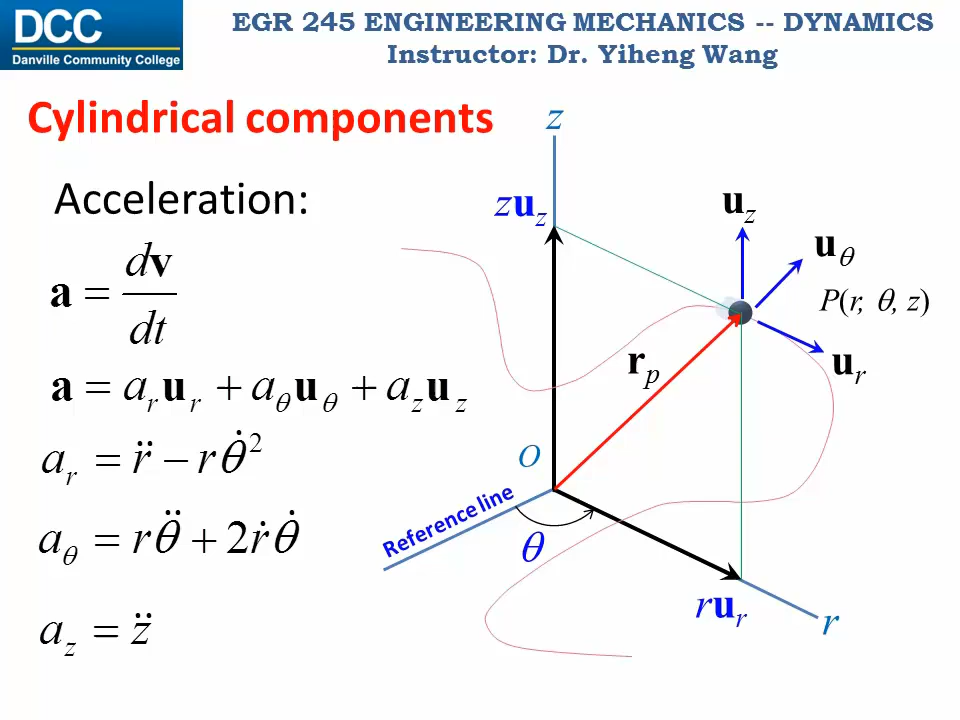 DCC
Danville Community College
EGR 245 ENGINEERING MECHANICS -- DYNAMICS
Instructor: Dr. Yiheng Wang
Cylindrical components
Acceleration:
a = dv/dt
a = a_r u_r + a_θ u_θ + a_z u_z
a_r = r̈ − rθ̇²
a_θ = rθ̈ + 2ṙθ̇
a_z = z̈
z
zu_z
u_z
u_θ
P(r, θ, z)
u_r
r_p
O
Reference line
θ
ru_r
r